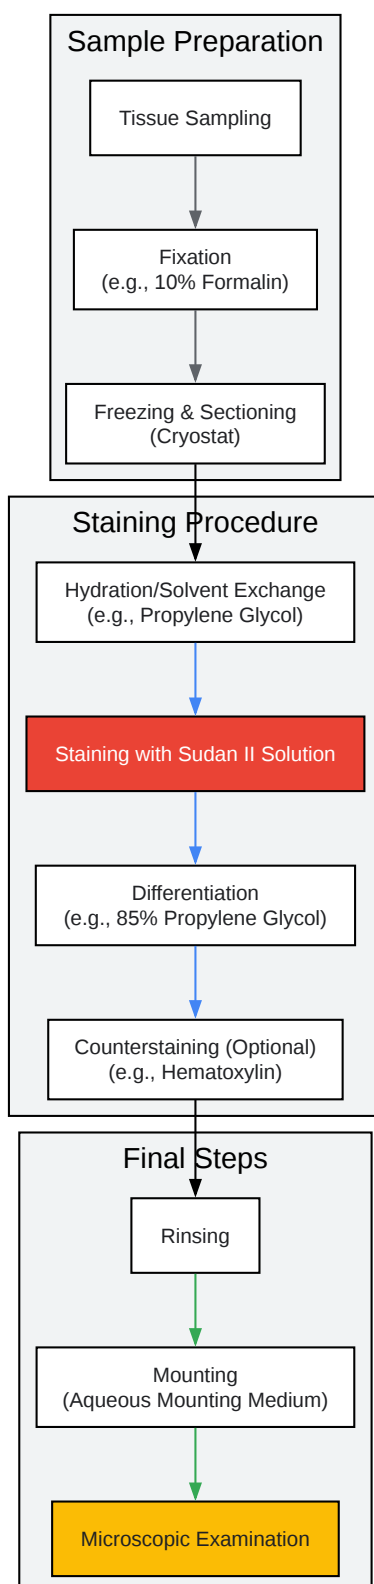 Sample Preparation
Tissue Sampling
Fixation
(e.g., 10% Formalin)
Freezing & Sectioning
(Cryostat)
Staining Procedure
Hydration/Solvent Exchange
(e.g., Propylene Glycol)
Staining with Sudan II Solution
Differentiation
(e.g., 85% Propylene Glycol)
Counterstaining (Optional)
(e.g., Hematoxylin)
Final Steps
Rinsing
Mounting
(Aqueous Mounting Medium)
Microscopic Examination